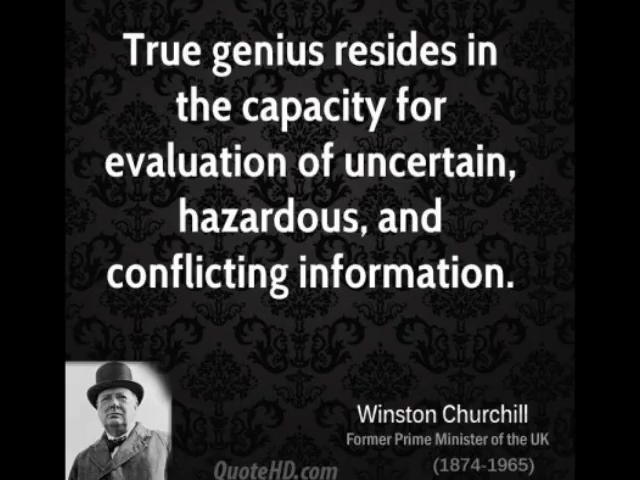 True genius resides in
the capacity for
evaluation of uncertain,
hazardous, and
conflicting information.
Winston Churchill
Former Prime Minister of the UK
(1874-1965)
QuoteHD.com